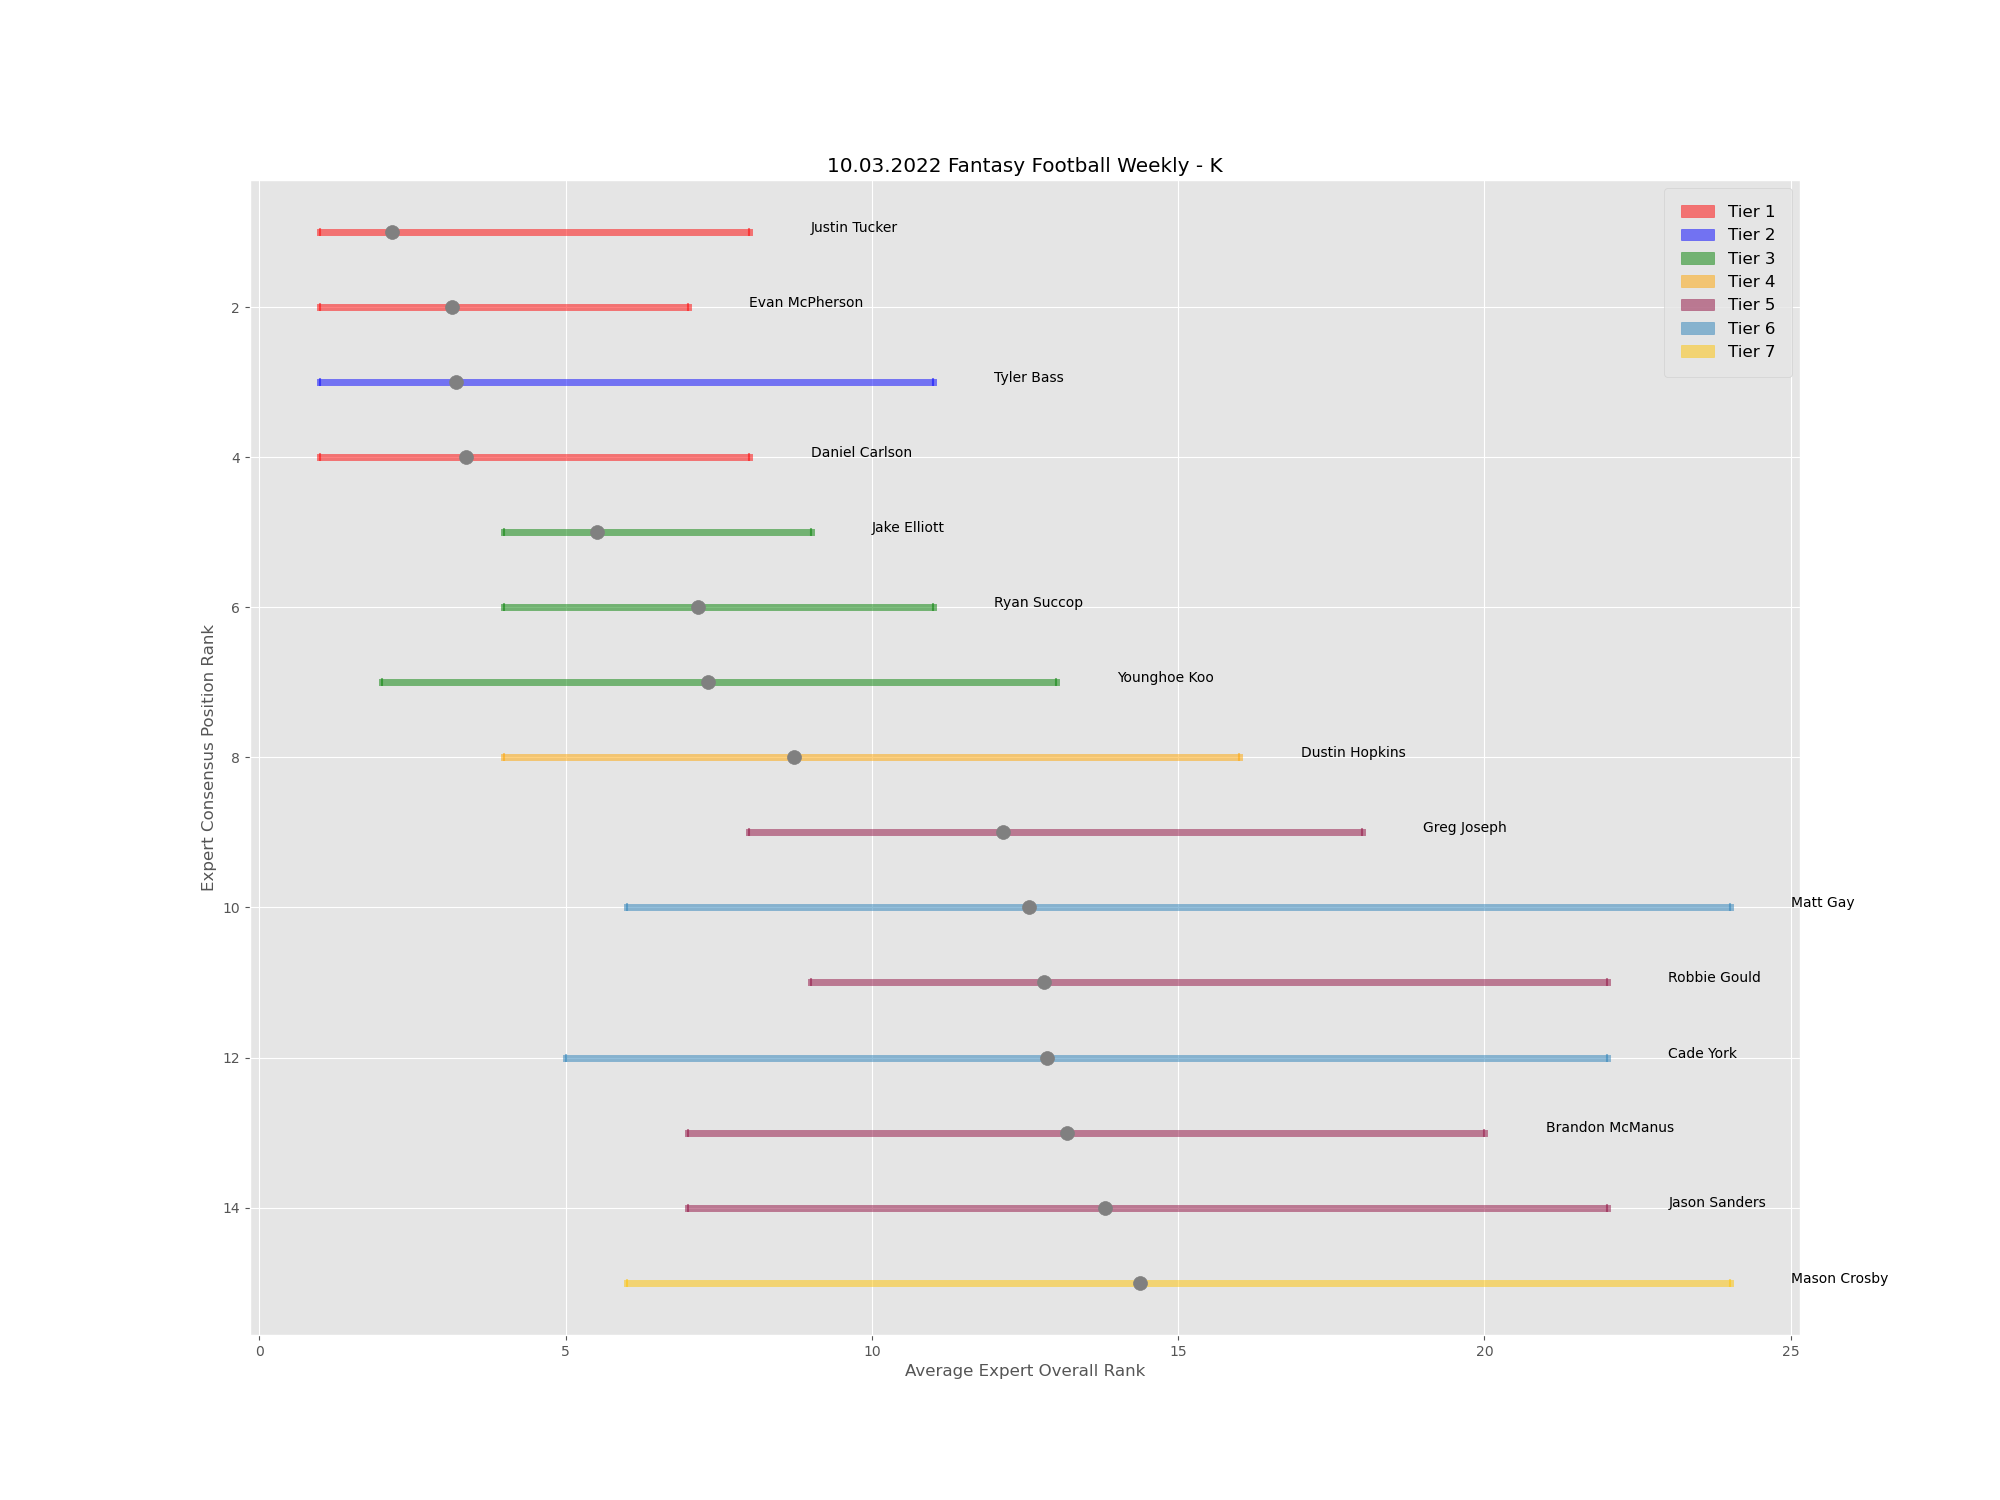 10.03.2022 Fantasy Football Weekly - K
Tier 1
Tier 2
Tier 3
Tier 4
Tier 5
Tier 6
Tier 7
Justin Tucker
Evan McPherson
Tyler Bass
Daniel Carlson
Jake Elliott
Ryan Succop
Younghoe Koo
Dustin Hopkins
Greg Joseph
Matt Gay
Robbie Gould
Cade York
Brandon McManus
Jason Sanders
Mason Crosby
2
4
6
8
10
12
14
Expert Consensus Position Rank
0 5 10 15 20 25
Average Expert Overall Rank